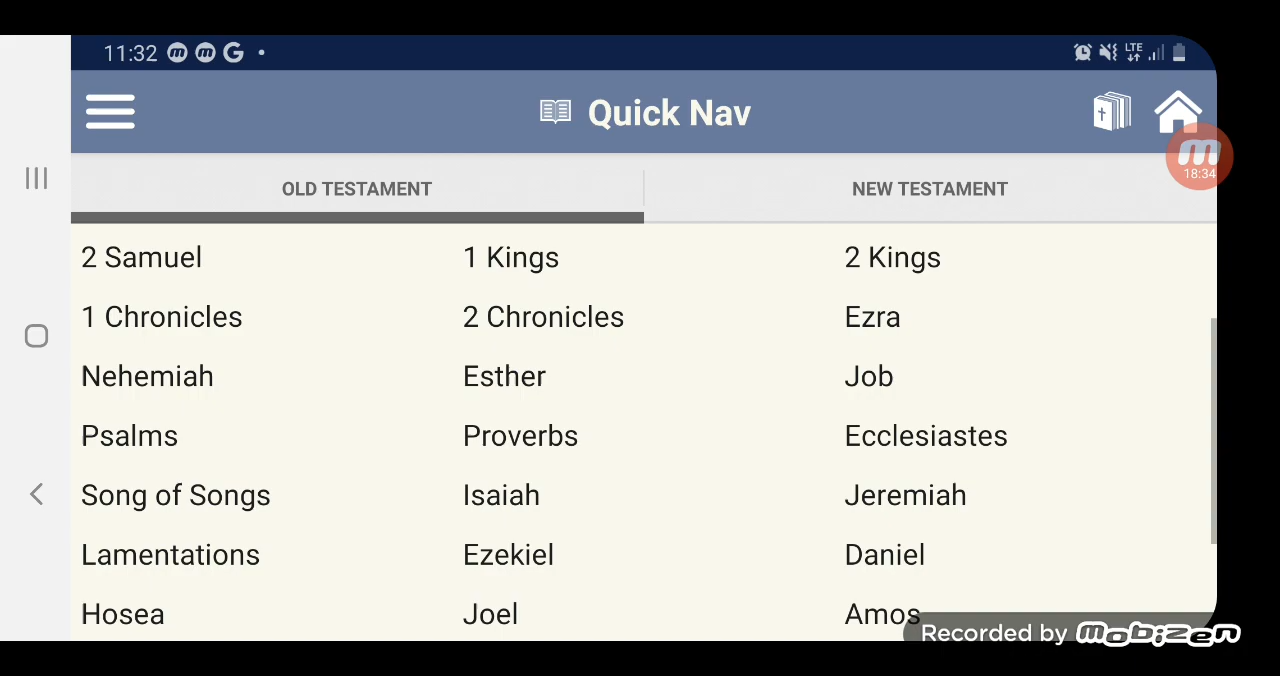 11:32
LTE
Quick Nav
18:34
OLD TESTAMENT NEW TESTAMENT
2 Samuel 1 Kings 2 Kings
1 Chronicles 2 Chronicles Ezra
Nehemiah Esther Job
Psalms Proverbs Ecclesiastes
Song of Songs Isaiah Jeremiah
Lamentations Ezekiel Daniel
Hosea Joel Amos
Recorded by mobizen